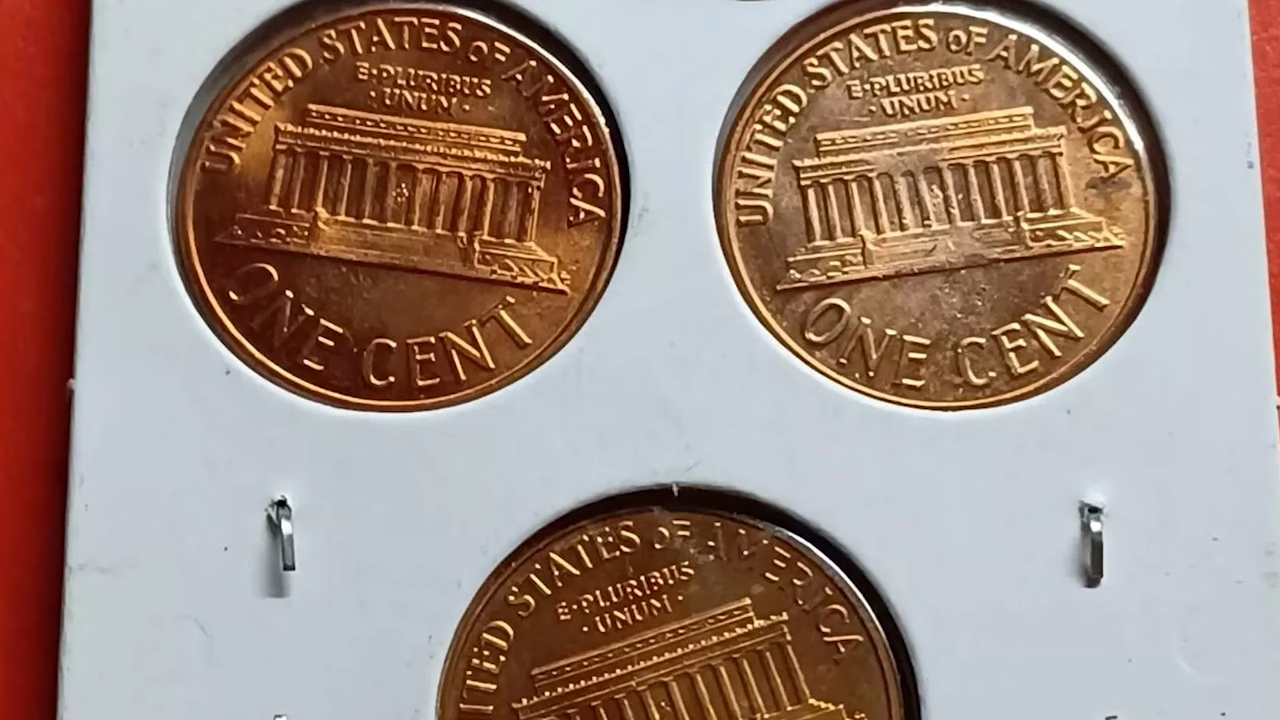 UNITED STATES OF AMERICA
E·PLURIBUS
·UNUM·
ONE CENT
UNITED STATES OF AMERICA
E·PLURIBUS
·UNUM·
ONE CENT
ITED STATES OF AMERICA
E·PLURIBUS
·UNUM·